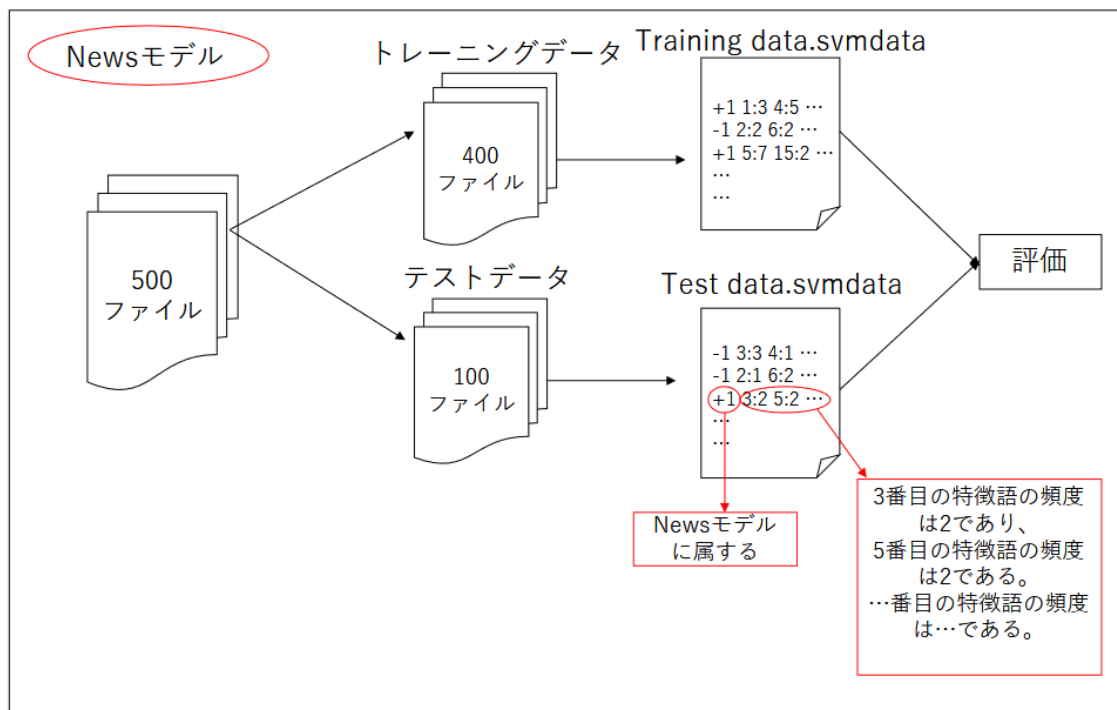 Newsモデル
トレーニングデータ
Training data.svmdata
400
ファイル
+1 1:3 4:5 …
-1 2:2 6:2 …
+1 5:7 15:2 …
…
…
500
ファイル
評価
テストデータ
Test data.svmdata
100
ファイル
-1 3:3 4:1 …
-1 2:1 6:2 …
+1 3:2 5:2 …
…
…
Newsモデル
に属する
3番目の特徴語の頻度
は2であり、
5番目の特徴語の頻度
は2である。
…番目の特徴語の頻度
は…である。